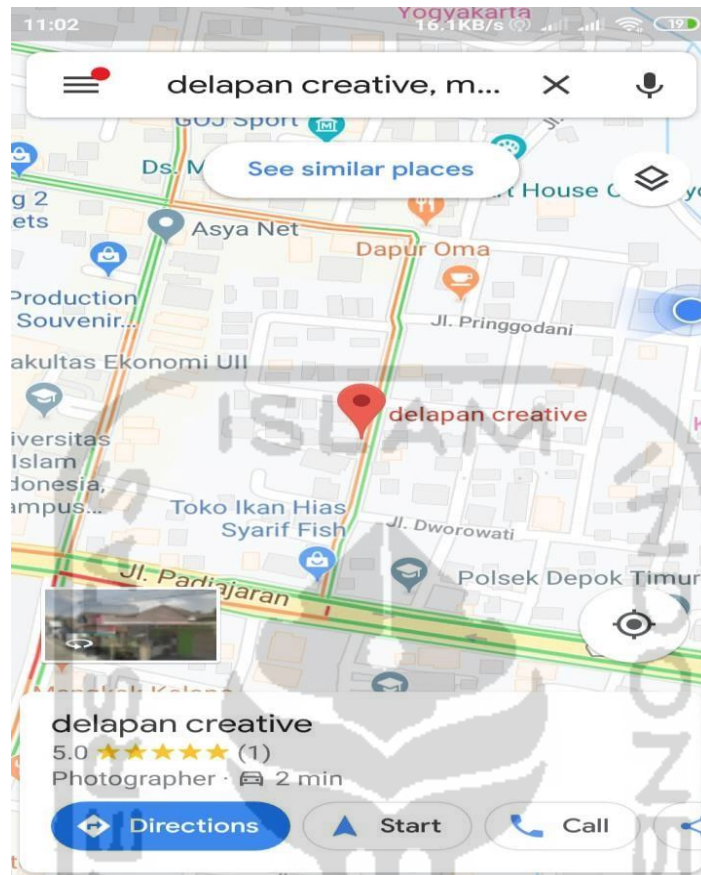 Yogyakarta
11:02
16.1KB/s
19
delapan creative, m...
GOJ Sport
See similar places
Ds. M
t House C
g 2
ets
Asya Net
Dapur Oma
Production
Souvenir...
Jl. Pringgodani
akultas Ekonomi UII
ISLAM
delapan creative
iversitas
Islam
donesia,
ampus...
Toko Ikan Hias
Syarif Fish
Jl. Dworowati
Jl. Padjajaran
Polsek Depok Timur
delapan creative
5.0 (1)
Photographer · 2 min
Directions
Start
Call